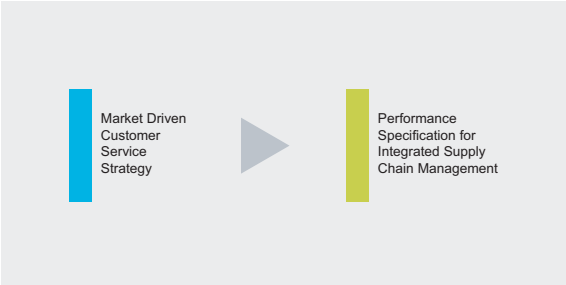 Market Driven
Customer
Service
Strategy
Performance
Specification for
Integrated Supply
Chain Management